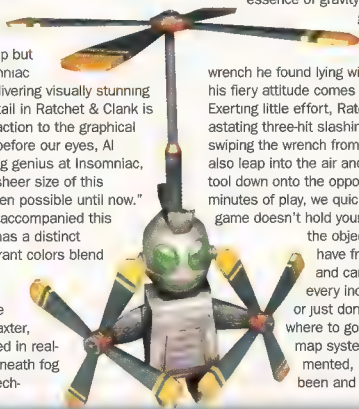 essence of gravity
p but
mniac
livering visually stunning
tail in Ratchet & Clank is
action to the graphical
before our eyes, Al
g genius at Insomniac,
sheer size of this
en possible until now."
accompanied this
has a distinct
rant colors blend
e
axter,
ed in real-
neath fog
ech-
wrench he found lying wi
his fiery attitude comes
Exerting little effort, Rat
astating three-hit slashin
swiping the wrench from
also leap into the air and
tool down onto the oppo
minutes of play, we quic
game doesn't hold your
the objec
have fr
and ca
every inc
or just don
where to go
map syste
mented,
been and